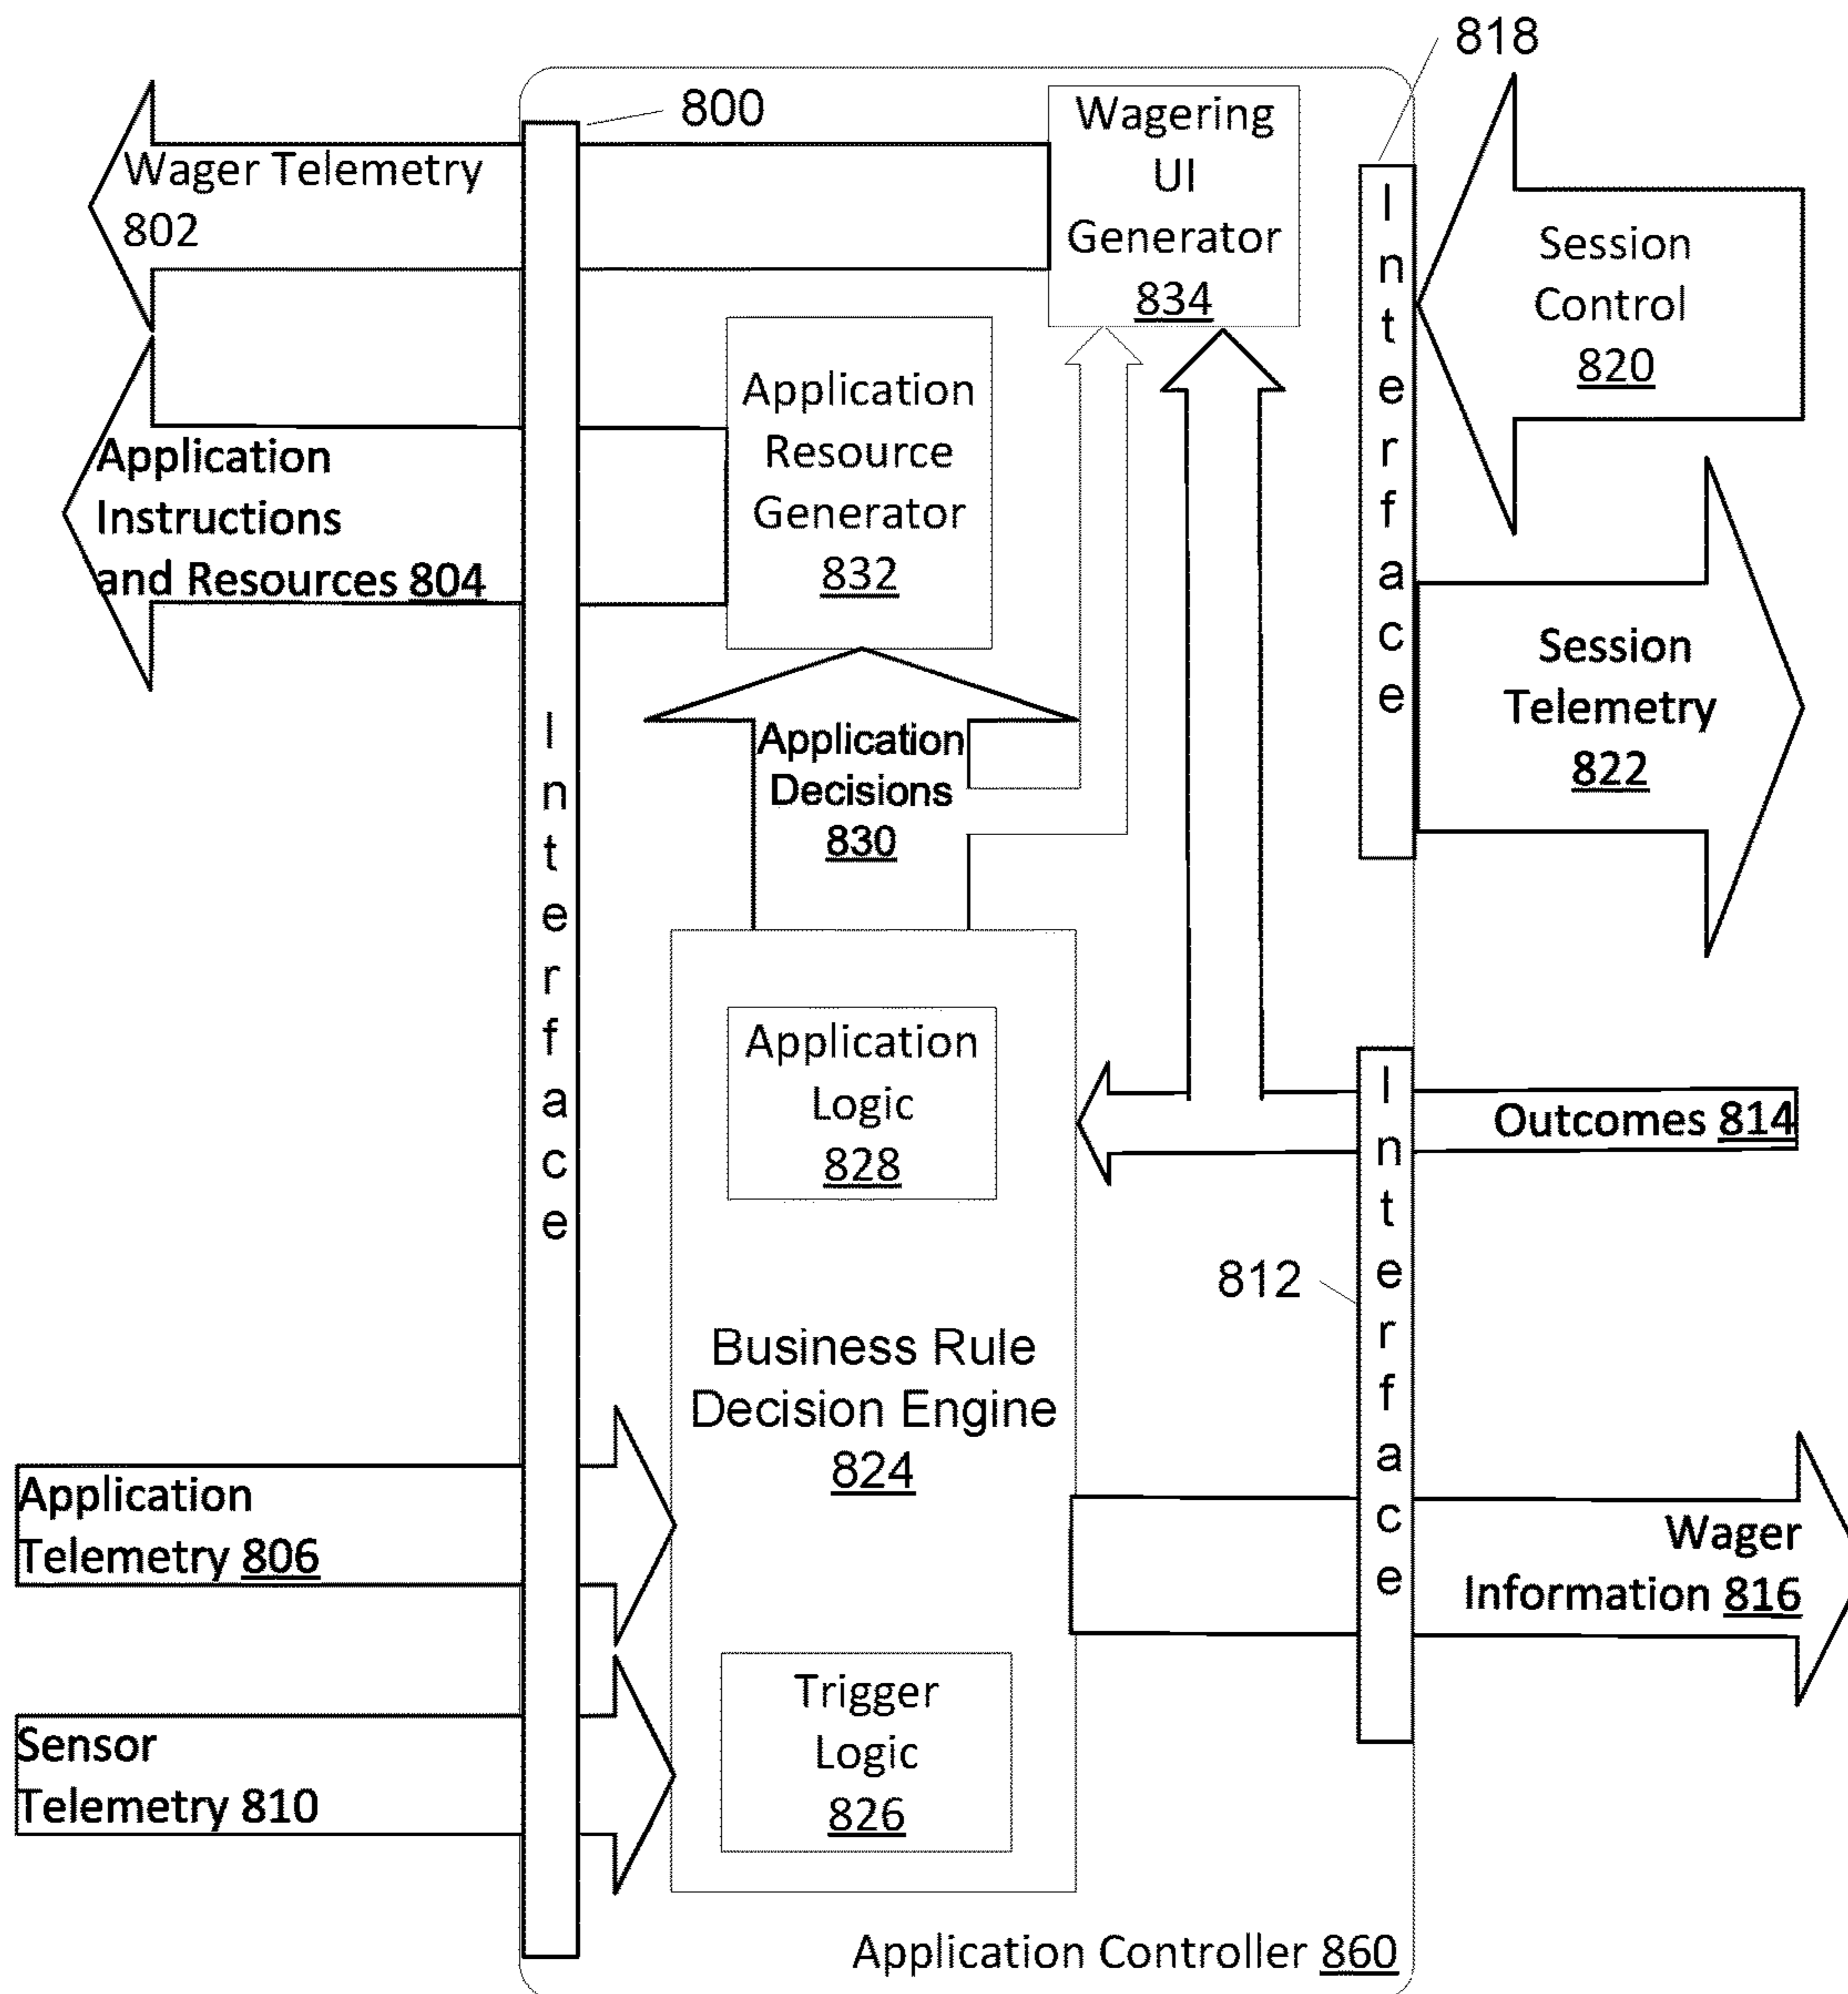 818
800
Wagering
UI
Generator
834
Wager Telemetry
802
Interface
Session
Control
820
Application
Resource
Generator
832
Application
Instructions
and Resources 804
Session
Telemetry
822
Interface
Application
Decisions
830
Application
Logic
828
Interface
Outcomes 814
812
Business Rule
Decision Engine
824
Application
Telemetry 806
Wager
Information 816
Trigger
Logic
826
Sensor
Telemetry 810
Application Controller 860